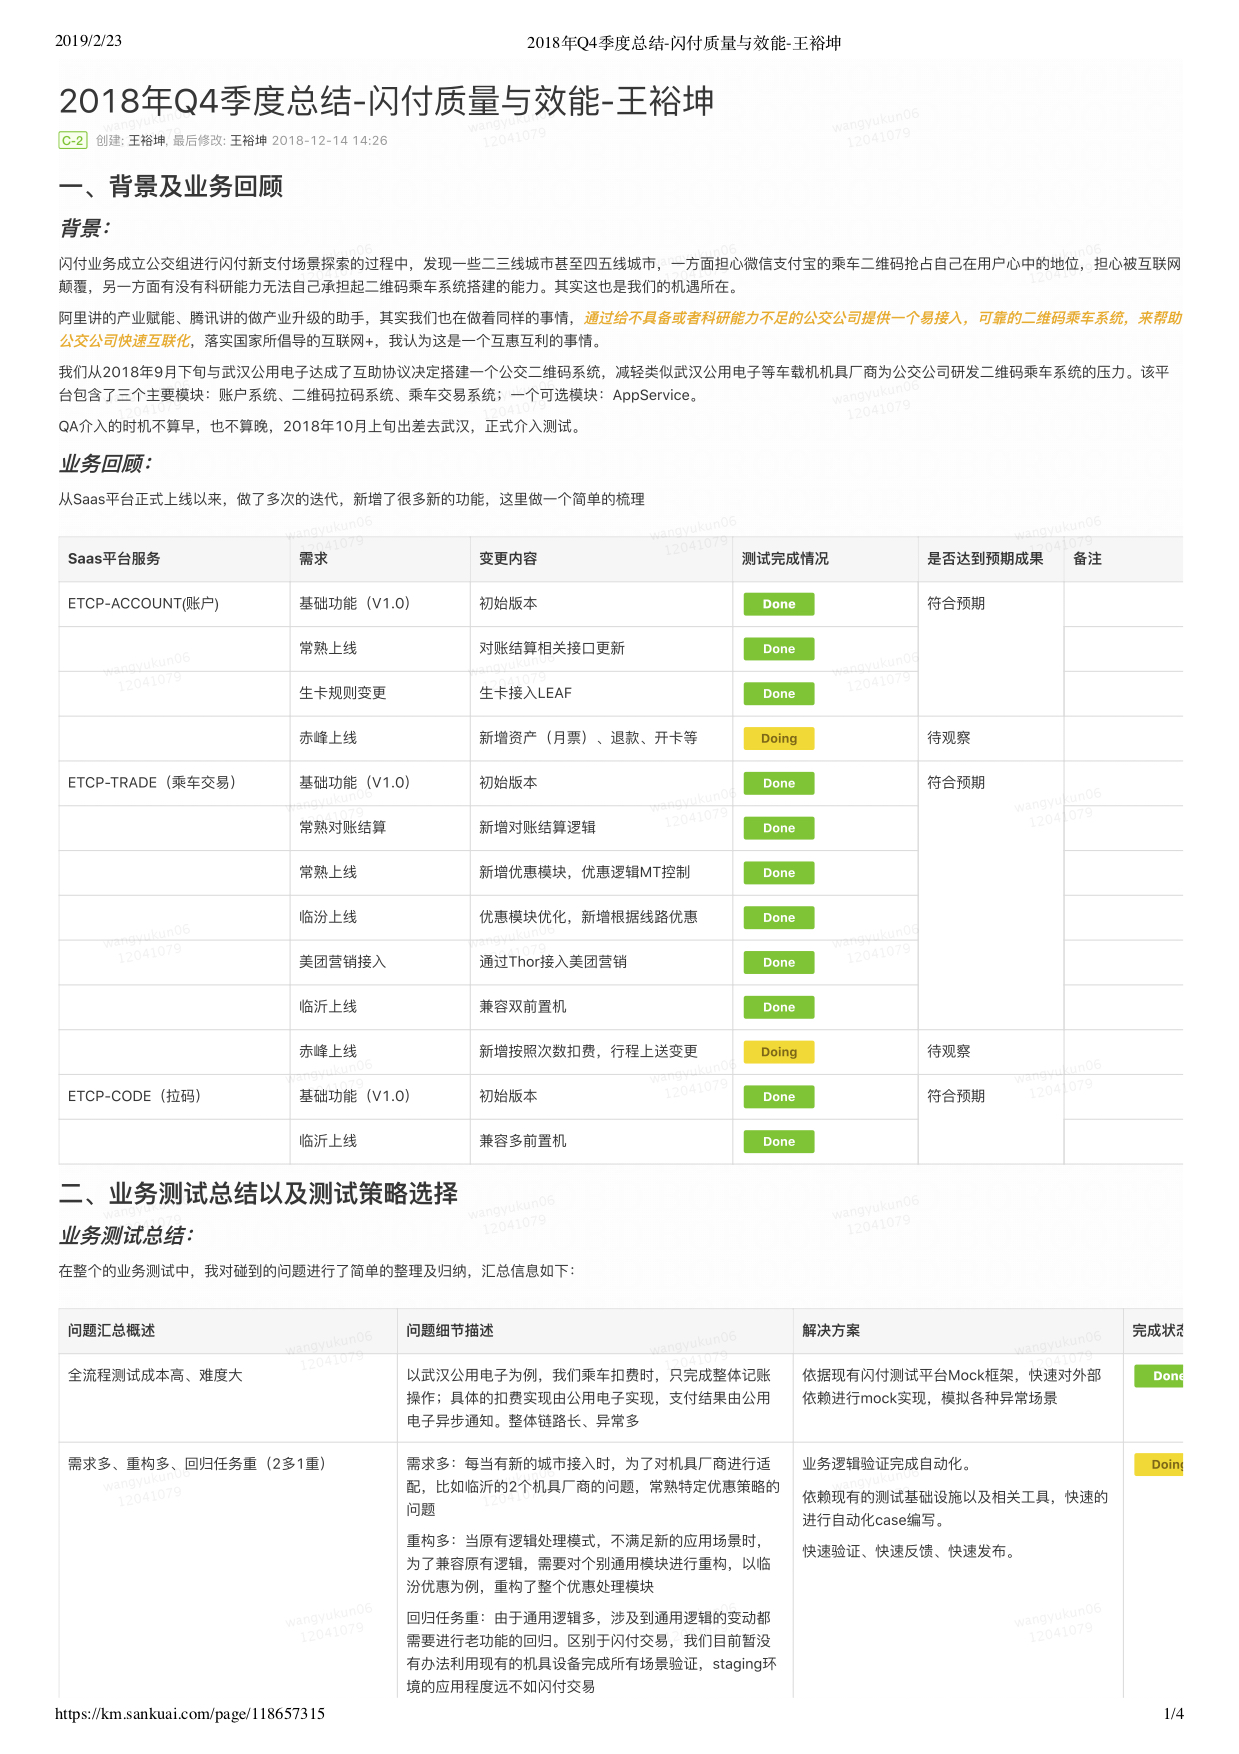 2019/2/23
2018年Q4季度总结-闪付质量与效能-王裕坤
2018年Q4季度总结-闪付质量与效能-王裕坤
C-2 创建: 王裕坤, 最后修改: 王裕坤 2018-12-14 14:26
一、背景及业务回顾
背景：
闪付业务成立公交组进行闪付新支付场景探索的过程中，发现一些二三线城市甚至四五线城市，一方面担心微信支付宝的乘车二维码抢占自己在用户心中的地位，担心被互联网
颠覆，另一方面有没有科研能力无法自己承担起二维码乘车系统搭建的能力。其实这也是我们的机遇所在。
阿里讲的产业赋能、腾讯讲的做产业升级的助手，其实我们也在做着同样的事情，通过给不具备或者科研能力不足的公交公司提供一个易接入，可靠的二维码乘车系统，来帮助
公交公司快速互联化，落实国家所倡导的互联网+，我认为这是一个互惠互利的事情。
我们从2018年9月下旬与武汉公用电子达成了互助协议决定搭建一个公交二维码系统，减轻类似武汉公用电子等车载机机具厂商为公交公司研发二维码乘车系统的压力。该平
台包含了三个主要模块：账户系统、二维码拉码系统、乘车交易系统；一个可选模块：AppService。
QA介入的时机不算早，也不算晚，2018年10月上旬出差去武汉，正式介入测试。
业务回顾：
从Saas平台正式上线以来，做了多次的迭代，新增了很多新的功能，这里做一个简单的梳理
Saas平台服务 需求 变更内容 测试完成情况 是否达到预期成果 备注
ETCP-ACCOUNT(账户) 基础功能（V1.0） 初始版本 Done 符合预期
常熟上线 对账结算相关接口更新 Done
生卡规则变更 生卡接入LEAF Done
赤峰上线 新增资产（月票）、退款、开卡等 Doing 待观察
ETCP-TRADE（乘车交易） 基础功能（V1.0） 初始版本 Done 符合预期
常熟对账结算 新增对账结算逻辑 Done
常熟上线 新增优惠模块，优惠逻辑MT控制 Done
临汾上线 优惠模块优化，新增根据线路优惠 Done
美团营销接入 通过Thor接入美团营销 Done
临沂上线 兼容双前置机 Done
赤峰上线 新增按照次数扣费，行程上送变更 Doing 待观察
ETCP-CODE（拉码） 基础功能（V1.0） 初始版本 Done 符合预期
临沂上线 兼容多前置机 Done
二、业务测试总结以及测试策略选择
业务测试总结：
在整个的业务测试中，我对碰到的问题进行了简单的整理及归纳，汇总信息如下：
问题汇总概述 问题细节描述 解决方案 完成状态
全流程测试成本高、难度大 以武汉公用电子为例，我们乘车扣费时，只完成整体记账 依据现有闪付测试平台Mock框架，快速对外部 Done
操作；具体的扣费实现由公用电子实现，支付结果由公用 依赖进行mock实现，模拟各种异常场景
电子异步通知。整体链路长、异常多
需求多、重构多、回归任务重（2多1重） 需求多：每当有新的城市接入时，为了对机具厂商进行适 业务逻辑验证完成自动化。 Doing
配，比如临沂的2个机具厂商的问题，常熟特定优惠策略的 依赖现有的测试基础设施以及相关工具，快速的
问题 进行自动化case编写。
重构多：当原有逻辑处理模式，不满足新的应用场景时， 快速验证、快速反馈、快速发布。
为了兼容原有逻辑，需要对个别通用模块进行重构，以临
汾优惠为例，重构了整个优惠处理模块
回归任务重：由于通用逻辑多，涉及到通用逻辑的变动都
需要进行老功能的回归。区别于闪付交易，我们目前暂没
有办法利用现有的机具设备完成所有场景验证，staging环
境的应用程度远不如闪付交易
https://km.sankuai.com/page/118657315
1/4
wangyukun06
12041079